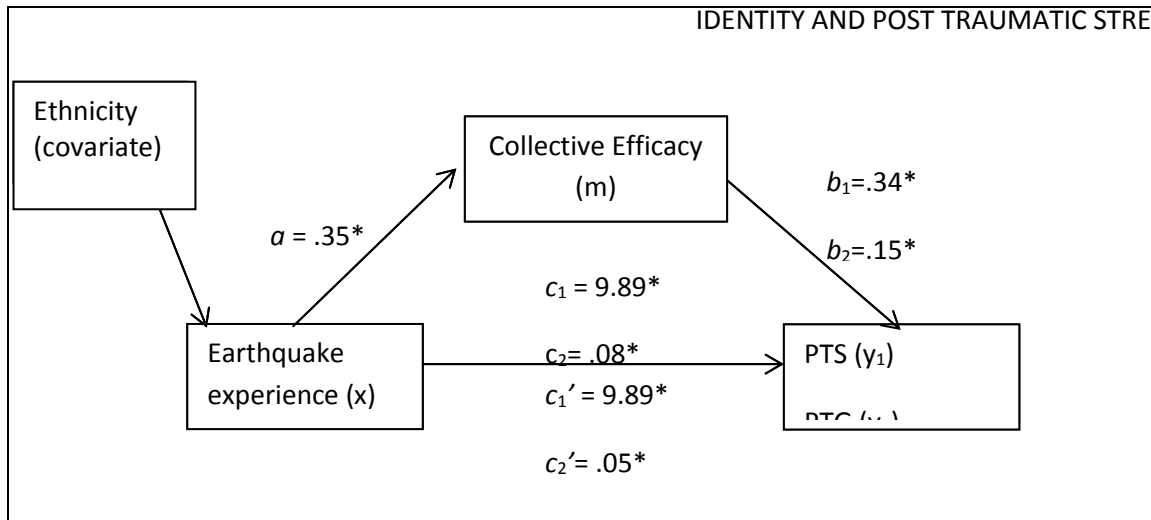 IDENTITY AND POST TRAUMATIC STRE
Ethnicity
(covariate)
Collective Efficacy
(m)
b₁=.34*
b₂=.15*
a = .35*
c₁ = 9.89*
c₂= .08*
c₁’ = 9.89*
c₂’= .05*
Earthquake
experience (x)
PTS (y₁)